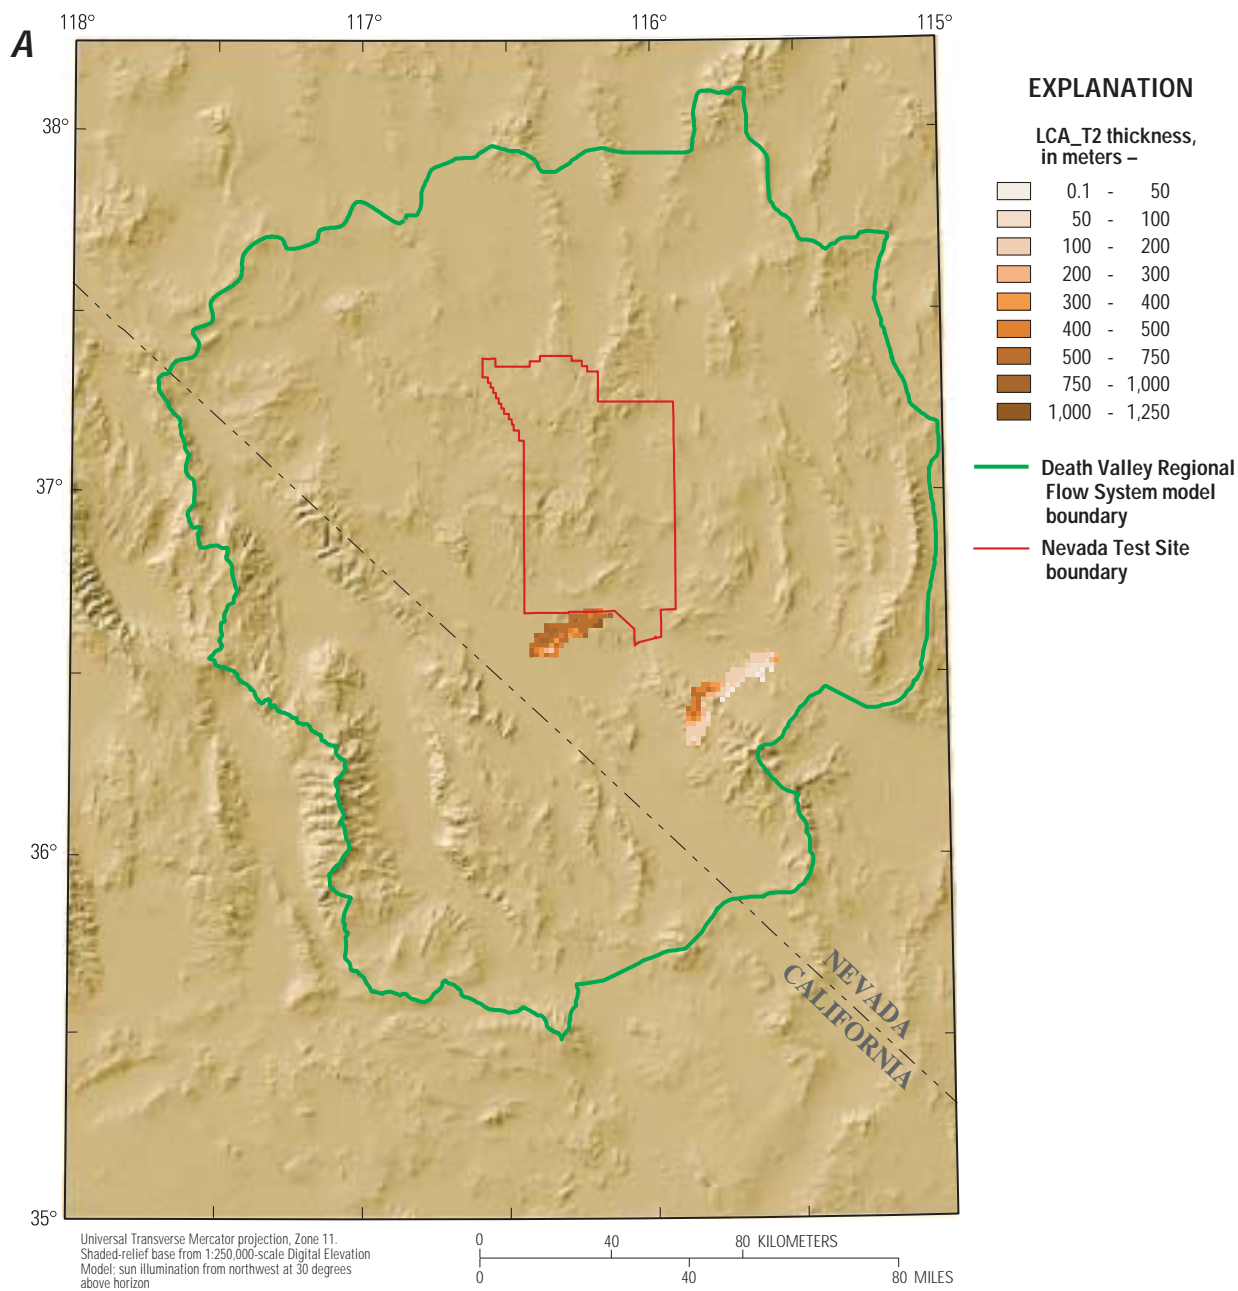 A
118°
117°
116°
115°
38°
37°
36°
35°
NEVADA
CALIFORNIA
EXPLANATION
LCA_T2 thickness,
in meters –
0.1 - 50
50 - 100
100 - 200
200 - 300
300 - 400
400 - 500
500 - 750
750 - 1,000
1,000 - 1,250
Death Valley Regional
Flow System model
boundary
Nevada Test Site
boundary
Universal Transverse Mercator projection, Zone 11.
Shaded-relief base from 1:250,000-scale Digital Elevation
Model; sun illumination from northwest at 30 degrees
above horizon
0 40 80 KILOMETERS
0 40 80 MILES